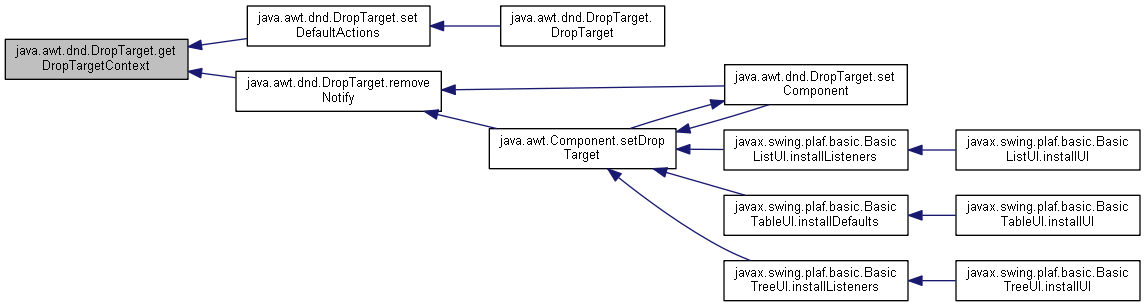 java.awt.dnd.DropTarget.get
DropTargetContext
java.awt.dnd.DropTarget.set
DefaultActions
java.awt.dnd.DropTarget.
DropTarget
java.awt.dnd.DropTarget.remove
Notify
java.awt.dnd.DropTarget.set
Component
java.awt.Component.setDrop
Target
javax.swing.plaf.basic.Basic
ListUI.installListeners
javax.swing.plaf.basic.Basic
ListUI.installUI
javax.swing.plaf.basic.Basic
TableUI.installDefaults
javax.swing.plaf.basic.Basic
TableUI.installUI
javax.swing.plaf.basic.Basic
TreeUI.installListeners
javax.swing.plaf.basic.Basic
TreeUI.installUI